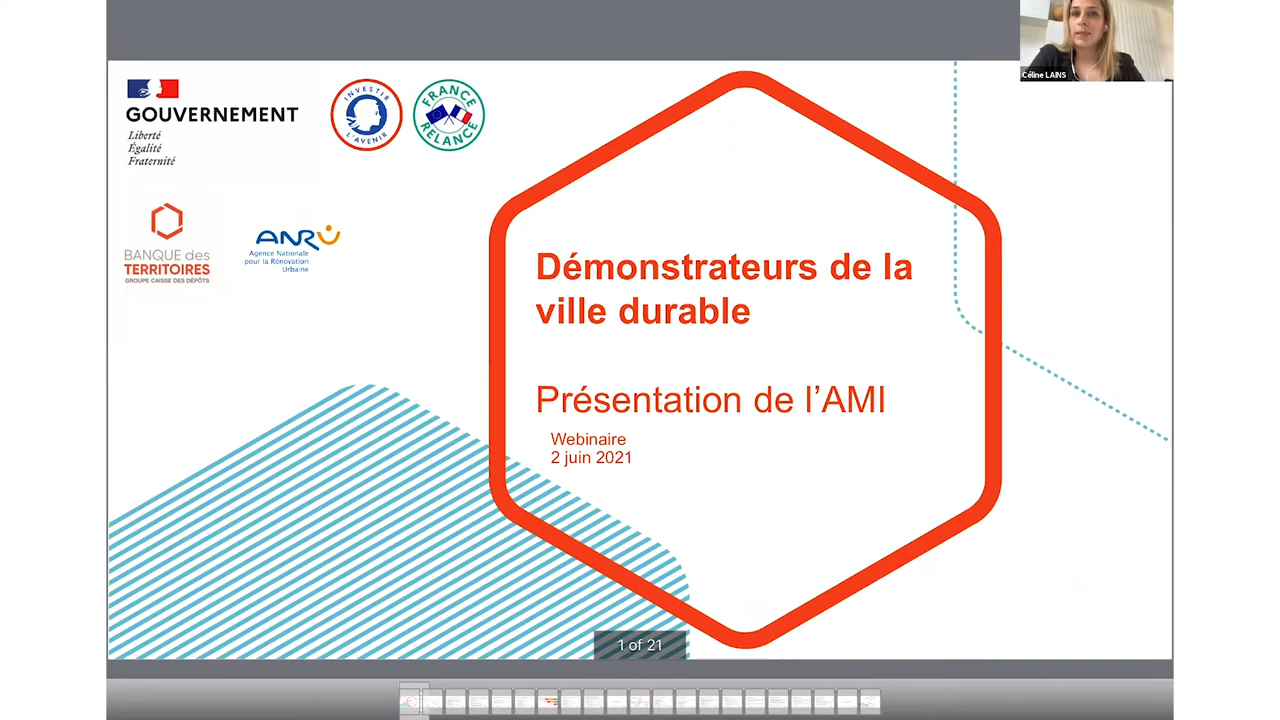 Céline LAINS
GOUVERNEMENT
Liberté
Égalité
Fraternité
INVESTIR
L'AVENIR
FRANCE
RELANCE
BANQUE des
TERRITOIRES
GROUPE CAISSE DES DÉPÔTS
ANRU
Agence Nationale
pour la Rénovation
Urbaine
Démonstrateurs de la
ville durable
Présentation de l’AMI
Webinaire
2 juin 2021
1 of 21